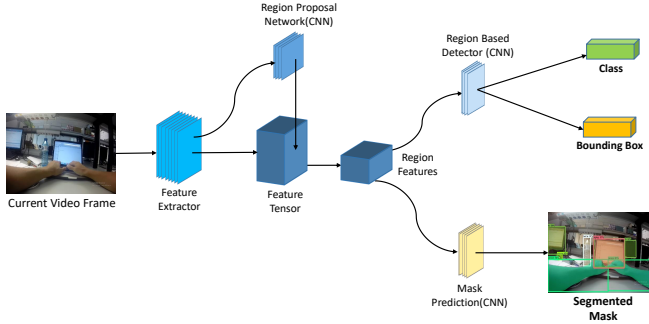 Region Proposal
Network(CNN)
Region Based
Detector (CNN)
Class
Bounding Box
Current Video Frame
Feature
Extractor
Feature
Tensor
Region
Features
Mask
Prediction(CNN)
Segmented
Mask